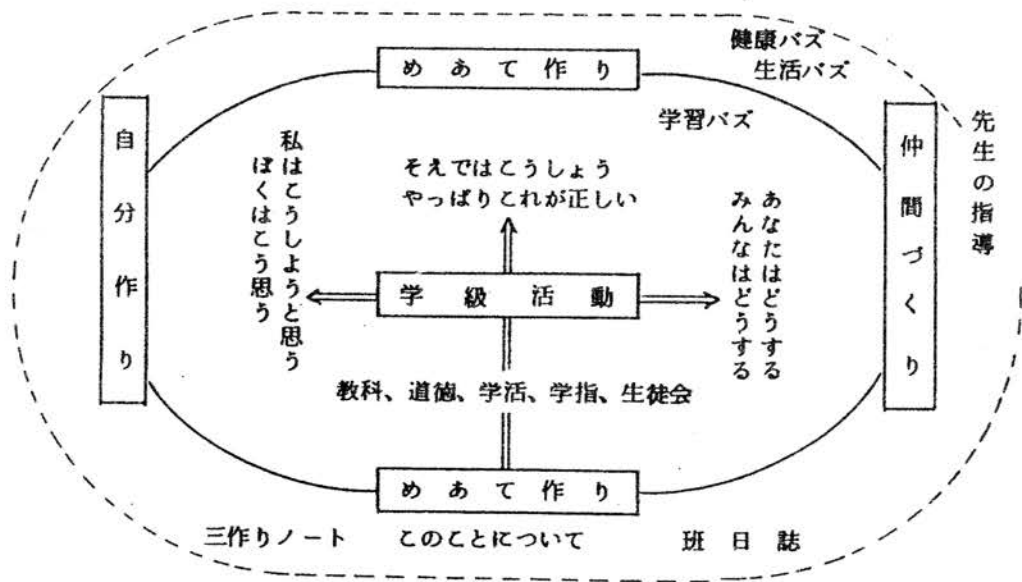 健康バズ
生活バズ
めあて作り
学習バズ
自分作り
私はこうしようと思う
ぼくはこう思う
そえではこうしょう
やっぱりこれが正しい
あなたはどうする
みんなはどうする
仲間づくり
先生の指導
学級活動
教科、道徳、学活、学指、生徒会
めあて作り
三作りノート
このことについて
班日誌